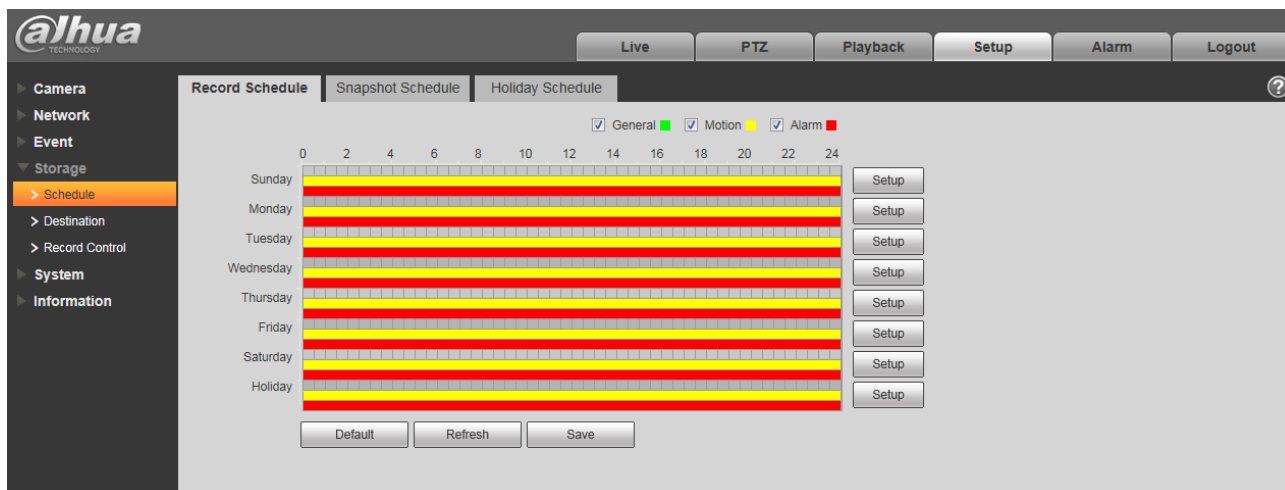 alhua
TECHNOLOGY
Live PTZ Playback Setup Alarm Logout
Camera
Network
Event
Storage
> Schedule
> Destination
> Record Control
System
Information
Record Schedule Snapshot Schedule Holiday Schedule ?
General Motion Alarm
0 2 4 6 8 10 12 14 16 18 20 22 24
Sunday Setup
Monday Setup
Tuesday Setup
Wednesday Setup
Thursday Setup
Friday Setup
Saturday Setup
Holiday Setup
Default Refresh Save